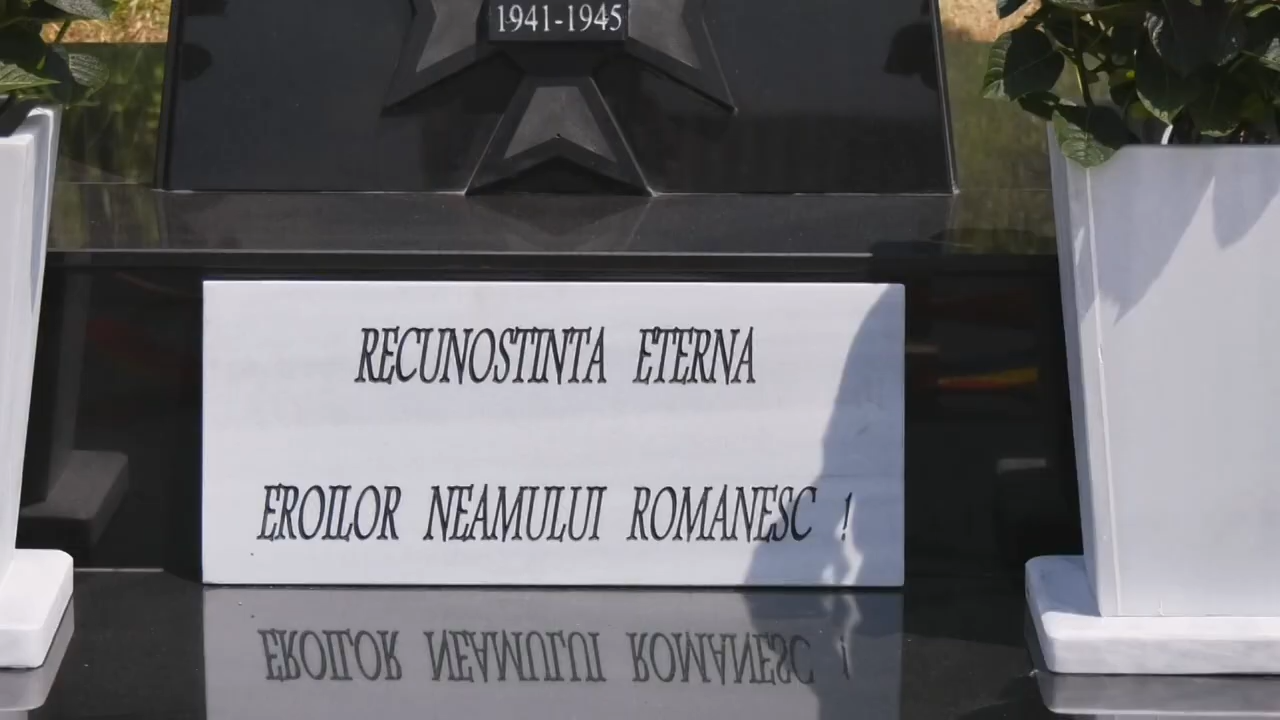 1941-1945
RECUNOSTINTA ETERNA
EROILOR NEAMULUI ROMANESC !